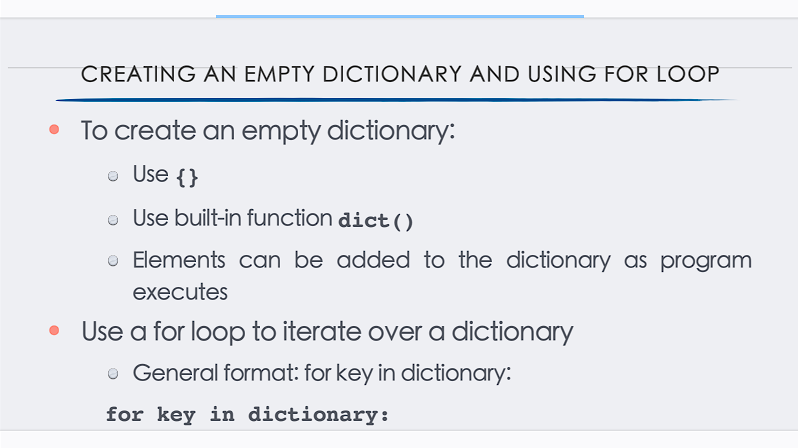 CREATING AN EMPTY DICTIONARY AND USING FOR LOOP
To create an empty dictionary:
Use {}
Use built-in function dict()
Elements can be added to the dictionary as program
executes
Use a for loop to iterate over a dictionary
General format: for key in dictionary:
for key in dictionary: